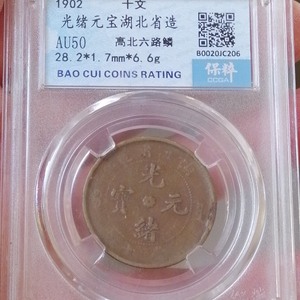 1902 十文
光绪元宝湖北省造
AU50 高北六路鳞
28.2*1.7mm*6.6g
B0020JC206
BAO CUI COINS RATING
保粹
光
寶 元
緒